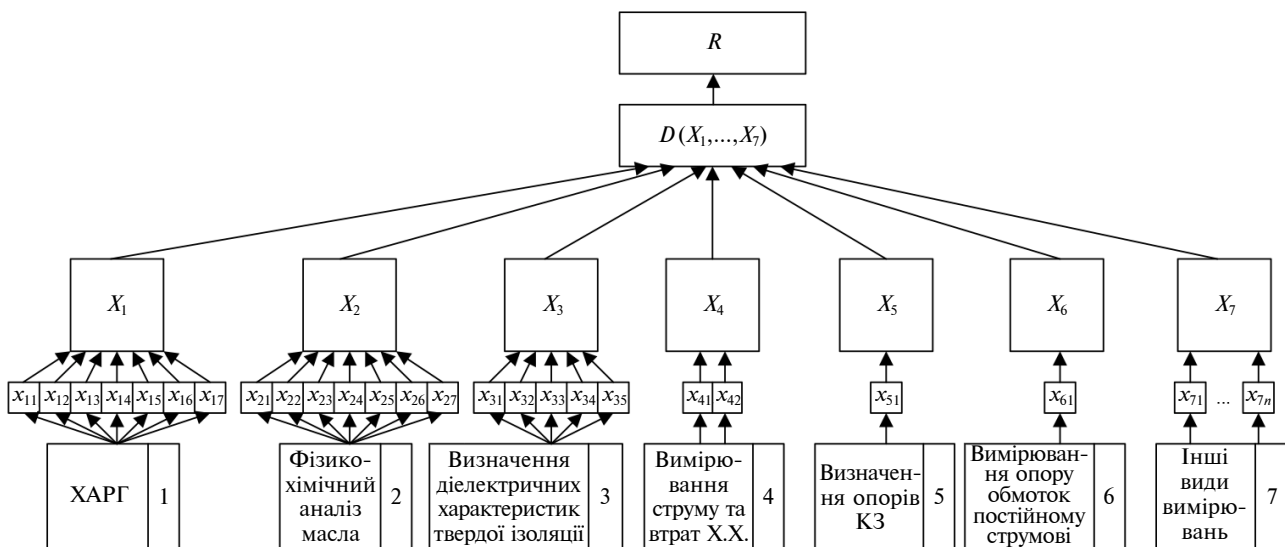 R
D(X₁,...,X₇)
X₁
X₂
X₃
X₄
X₅
X₆
X₇
x₁₁ x₁₂ x₁₃ x₁₄ x₁₅ x₁₆ x₁₇
x₂₁ x₂₂ x₂₃ x₂₄ x₂₅ x₂₆ x₂₇
x₃₁ x₃₂ x₃₃ x₃₄ x₃₅
x₄₁ x₄₂
x₅₁
x₆₁
x₇₁ ... x₇ₙ
ХАРГ
1
Фізико-
хімічний
аналіз
масла
2
Визначення
діелектричних
характеристик
твердої ізоляції
3
Вимірю-
вання
струму та
втрат Х.Х.
4
Визначен-
ня опорів
КЗ
5
Вимірюван-
ня опору
обмоток
постійному
струмові
6
Інші
види
вимірю-
вань
7